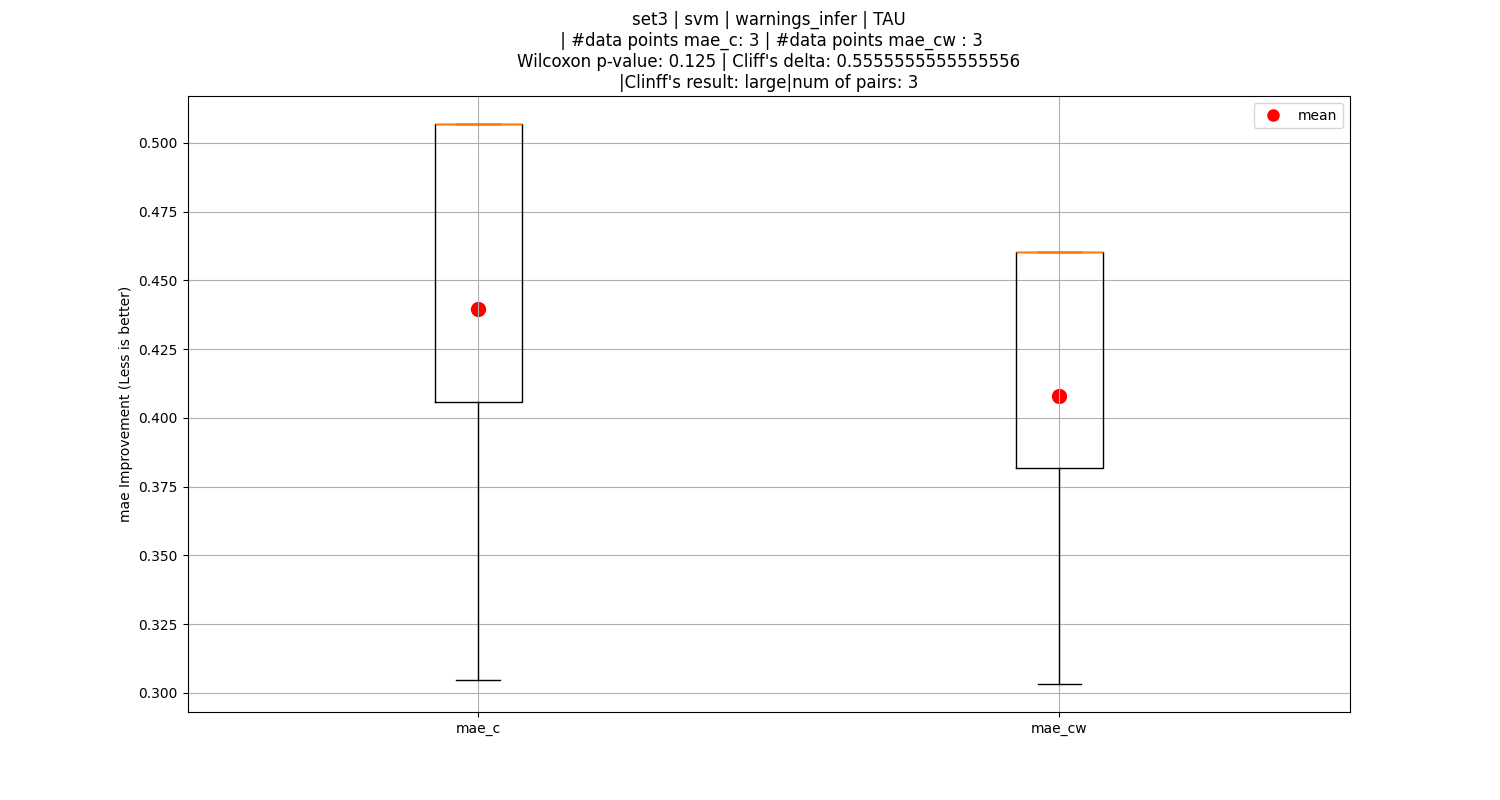 set3 | svm | warnings_infer | TAU
| #data points mae_c: 3 | #data points mae_cw : 3
Wilcoxon p-value: 0.125 | Cliff's delta: 0.5555555555555556
|Clinff's result: large|num of pairs: 3
mean
0.500
0.475
0.450
0.425
0.400
0.375
0.350
0.325
0.300
mae Improvement (Less is better)
mae_c
mae_cw